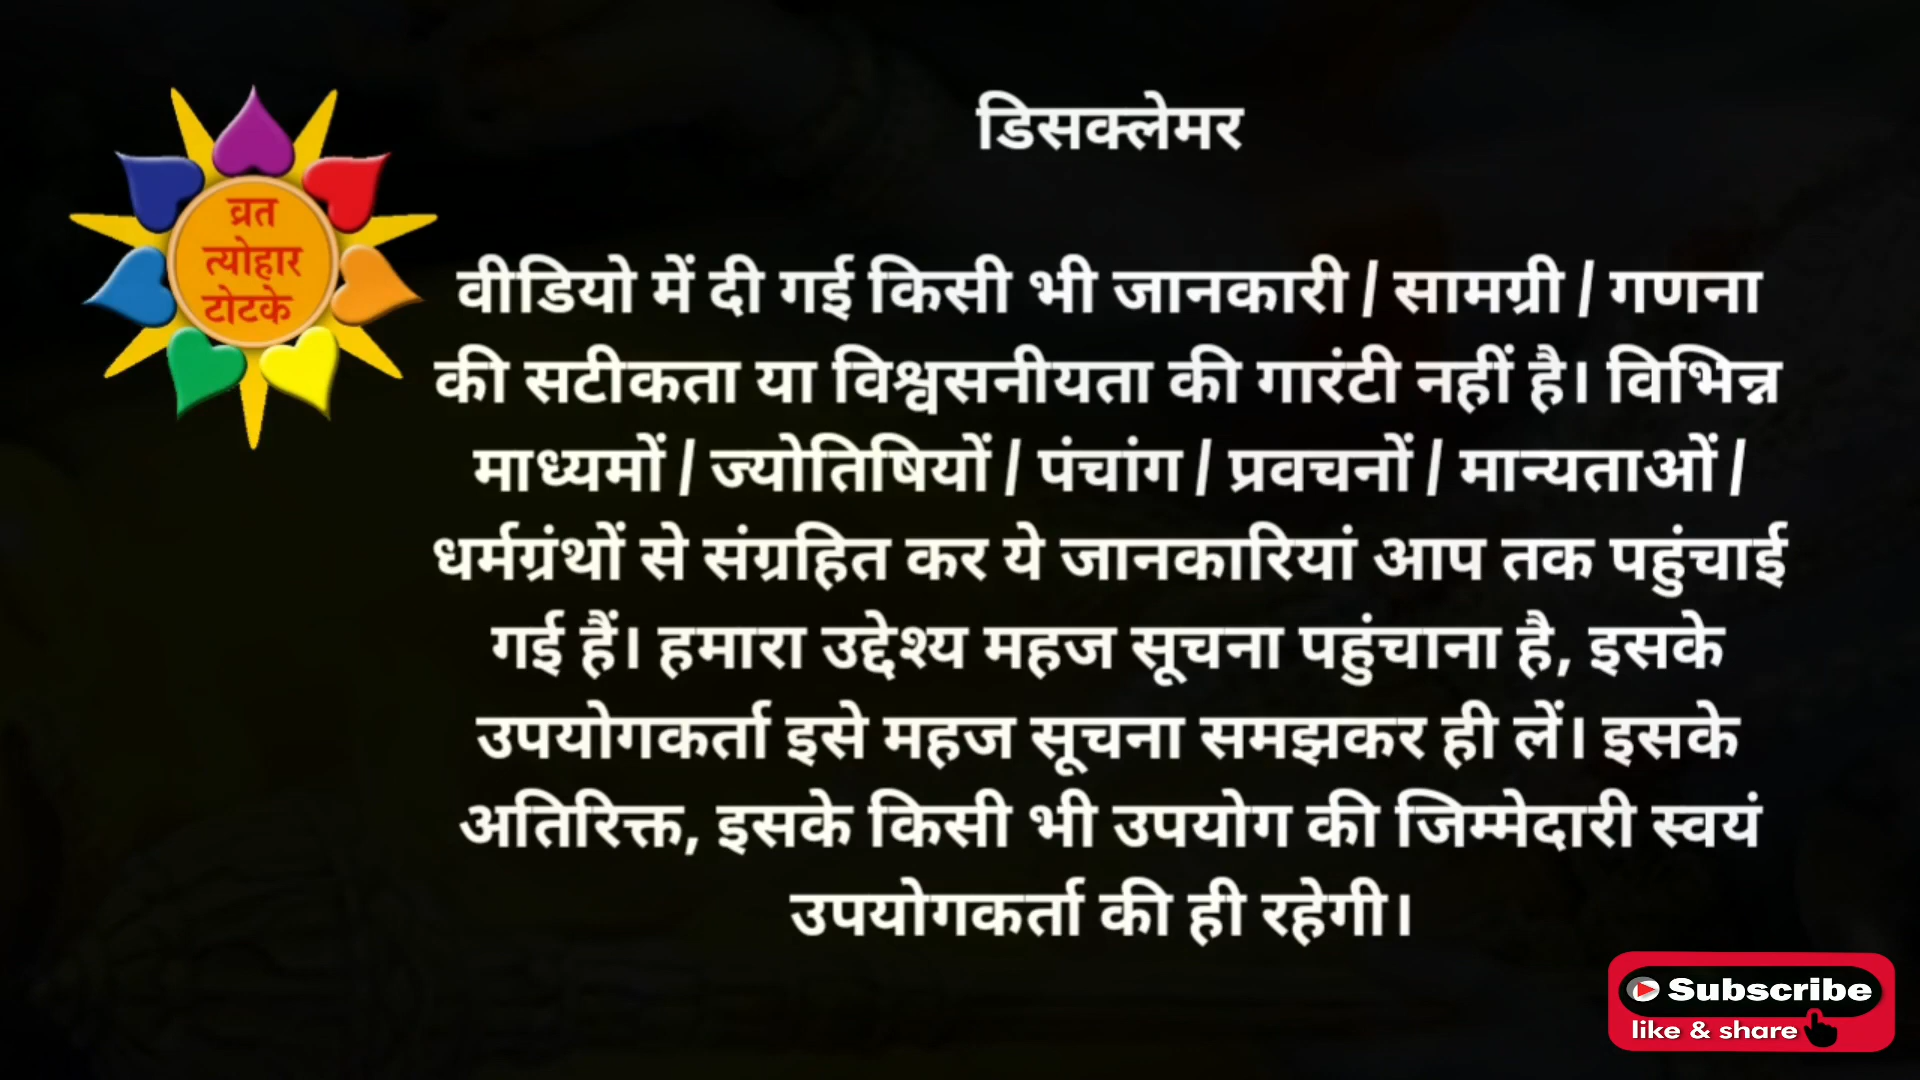 डिसक्लेमर
व्रत
त्योहार
टोटके
वीडियो में दी गई किसी भी जानकारी / सामग्री / गणना
की सटीकता या विश्वसनीयता की गारंटी नहीं है। विभिन्न
माध्यमों / ज्योतिषियों / पंचांग / प्रवचनों / मान्यताओं /
धर्मग्रंथों से संग्रहित कर ये जानकारियां आप तक पहुंचाई
गई हैं। हमारा उद्देश्य महज सूचना पहुंचाना है, इसके
उपयोगकर्ता इसे महज सूचना समझकर ही लें। इसके
अतिरिक्त, इसके किसी भी उपयोग की जिम्मेदारी स्वयं
उपयोगकर्ता की ही रहेगी।
Subscribe
like & share